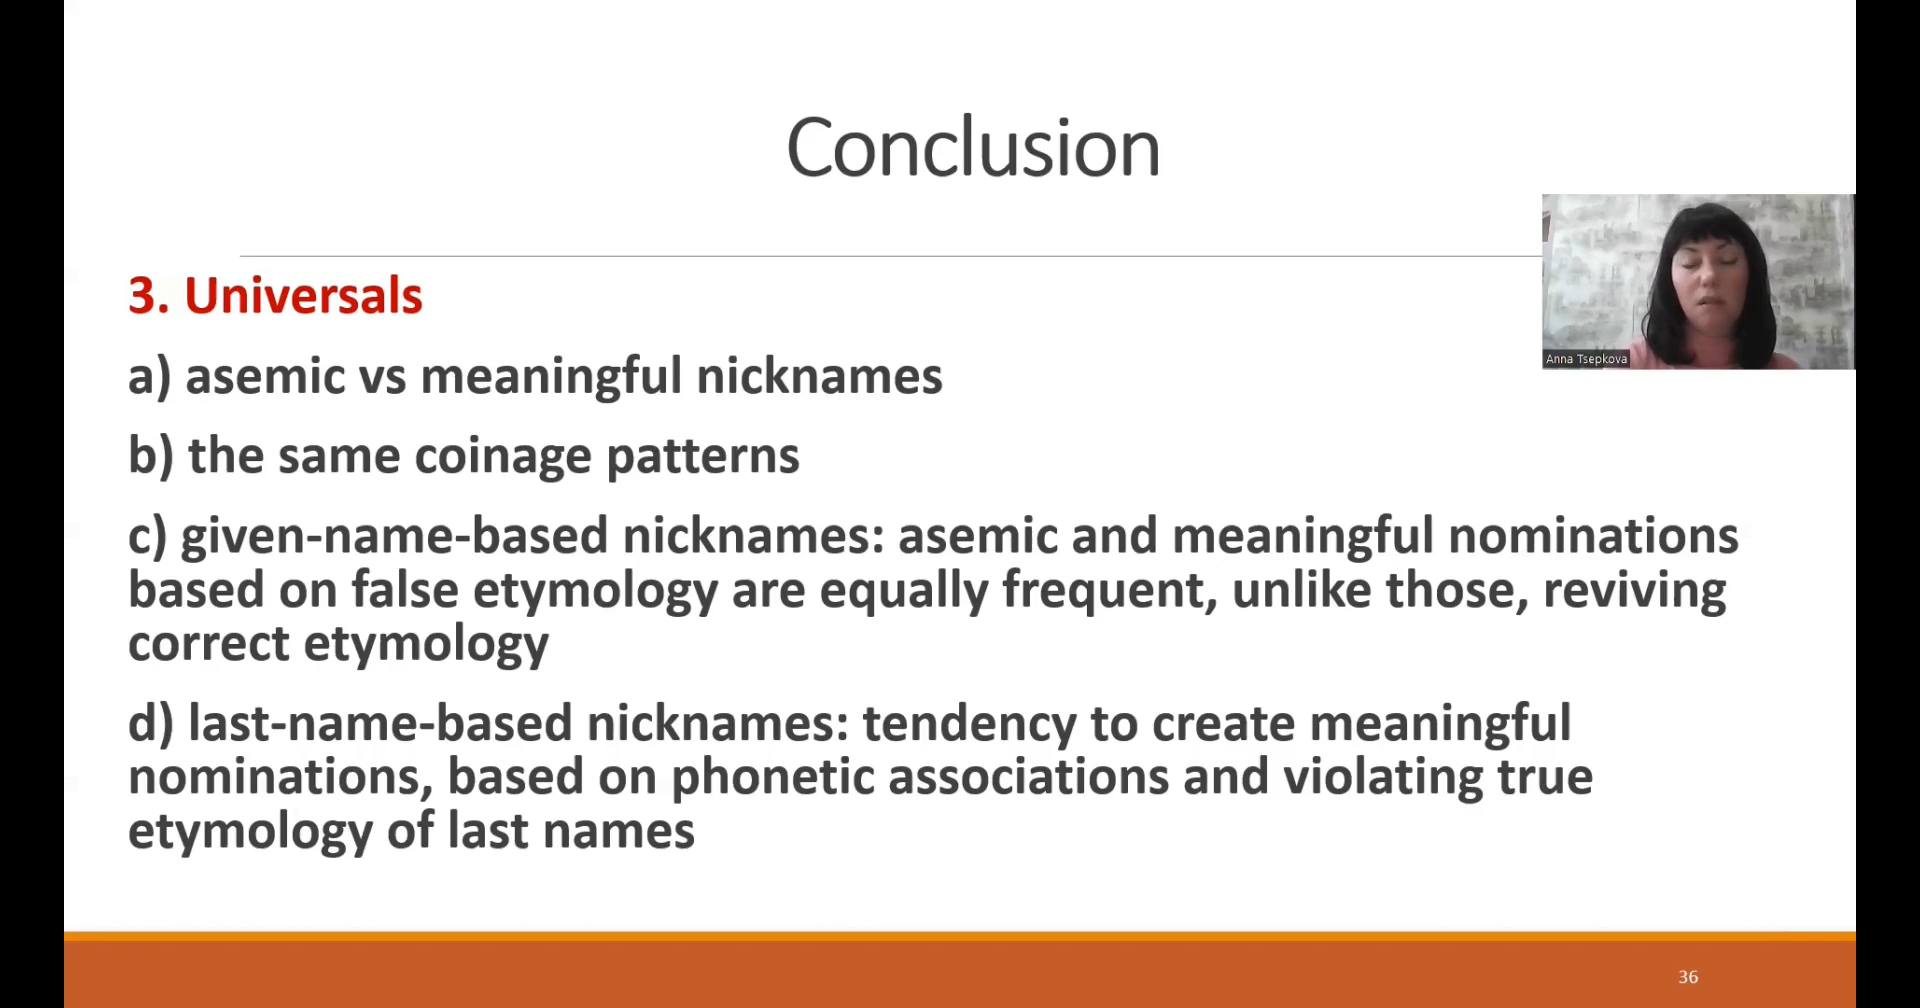 Conclusion
3. Universals
Anna Tsepkova
a) asemic vs meaningful nicknames
b) the same coinage patterns
c) given-name-based nicknames: asemic and meaningful nominations
based on false etymology are equally frequent, unlike those, reviving
correct etymology
d) last-name-based nicknames: tendency to create meaningful
nominations, based on phonetic associations and violating true
etymology of last names
36